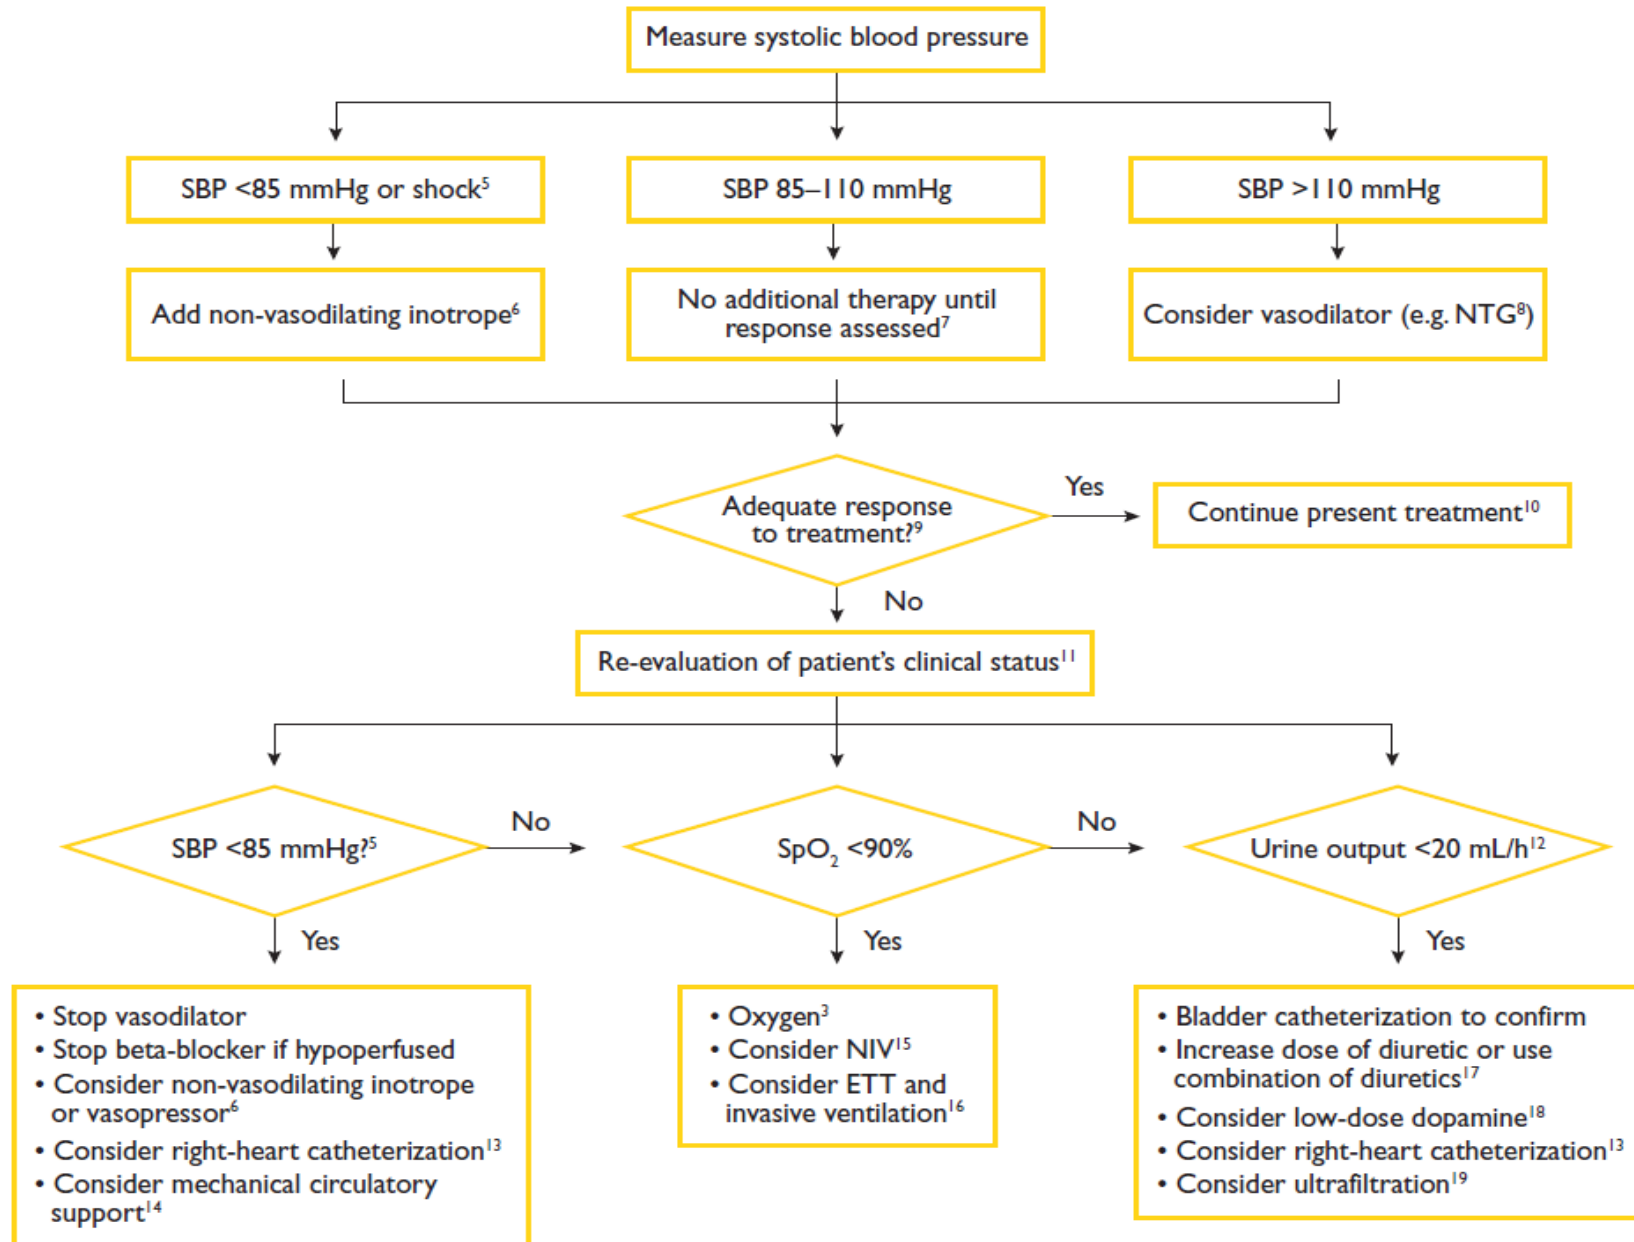 Measure systolic blood pressure
SBP <85 mmHg or shock⁵
SBP 85–110 mmHg
SBP >110 mmHg
Add non-vasodilating inotrope⁶
No additional therapy until
response assessed⁷
Consider vasodilator (e.g. NTG⁸)
Adequate response
to treatment?⁹
Yes
Continue present treatment¹⁰
No
Re-evaluation of patient’s clinical status¹¹
SBP <85 mmHg?⁵
No
SpO₂ <90%
No
Urine output <20 mL/h¹²
Yes
Yes
Yes
• Stop vasodilator
• Stop beta-blocker if hypoperfused
• Consider non-vasodilating inotrope
or vasopressor⁶
• Consider right-heart catheterization¹³
• Consider mechanical circulatory
support¹⁴
• Oxygen³
• Consider NIV¹⁵
• Consider ETT and
invasive ventilation¹⁶
• Bladder catheterization to confirm
• Increase dose of diuretic or use
combination of diuretics¹⁷
• Consider low-dose dopamine¹⁸
• Consider right-heart catheterization¹³
• Consider ultrafiltration¹⁹